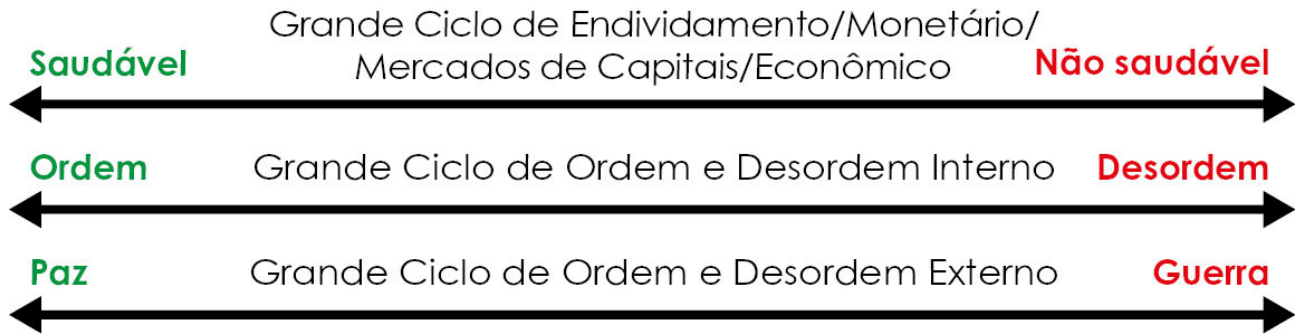 Grande Ciclo de Endividamento/Monetário/
Saudável Mercados de Capitais/Econômico Não saudável
Ordem Grande Ciclo de Ordem e Desordem Interno Desordem
Paz Grande Ciclo de Ordem e Desordem Externo Guerra